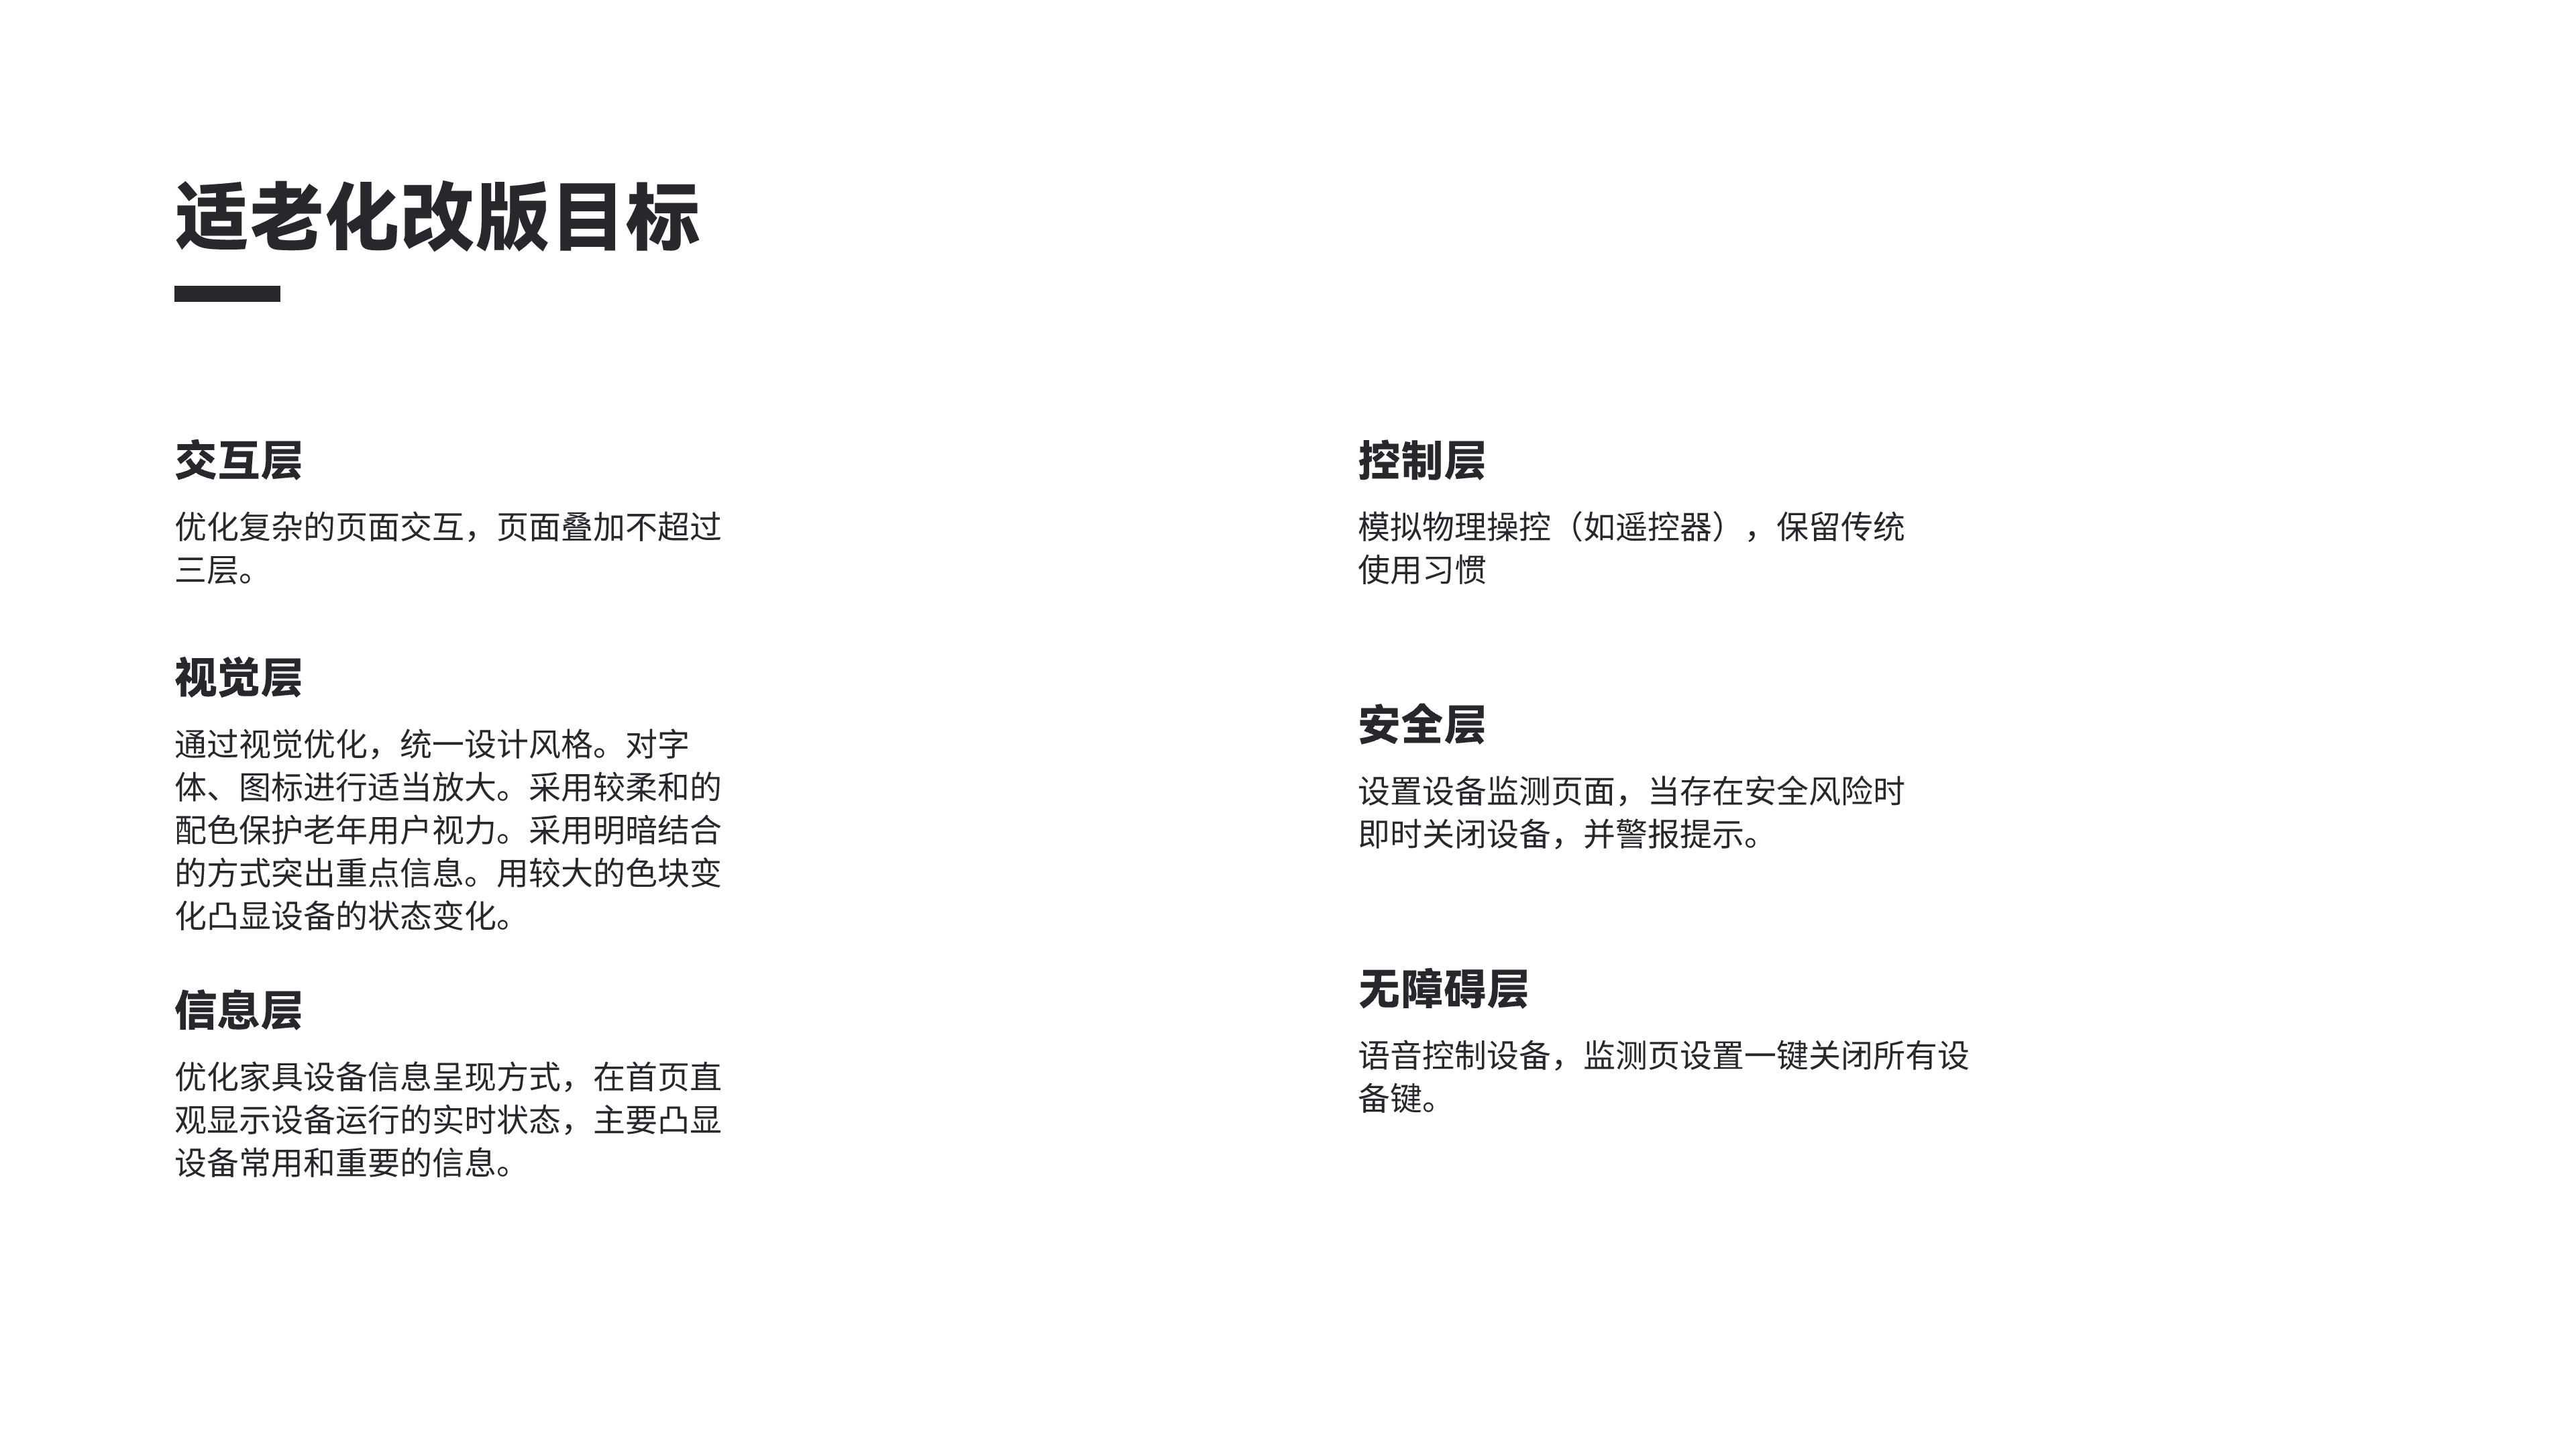 适老化改版目标
交互层
优化复杂的页面交互，页面叠加不超过
三层。
视觉层
通过视觉优化，统一设计风格。对字
体、图标进行适当放大。采用较柔和的
配色保护老年用户视力。采用明暗结合
的方式突出重点信息。用较大的色块变
化凸显设备的状态变化。
信息层
优化家具设备信息呈现方式，在首页直
观显示设备运行的实时状态，主要凸显
设备常用和重要的信息。
控制层
模拟物理操控（如遥控器），保留传统
使用习惯
安全层
设置设备监测页面，当存在安全风险时
即时关闭设备，并警报提示。
无障碍层
语音控制设备，监测页设置一键关闭所有设
备键。